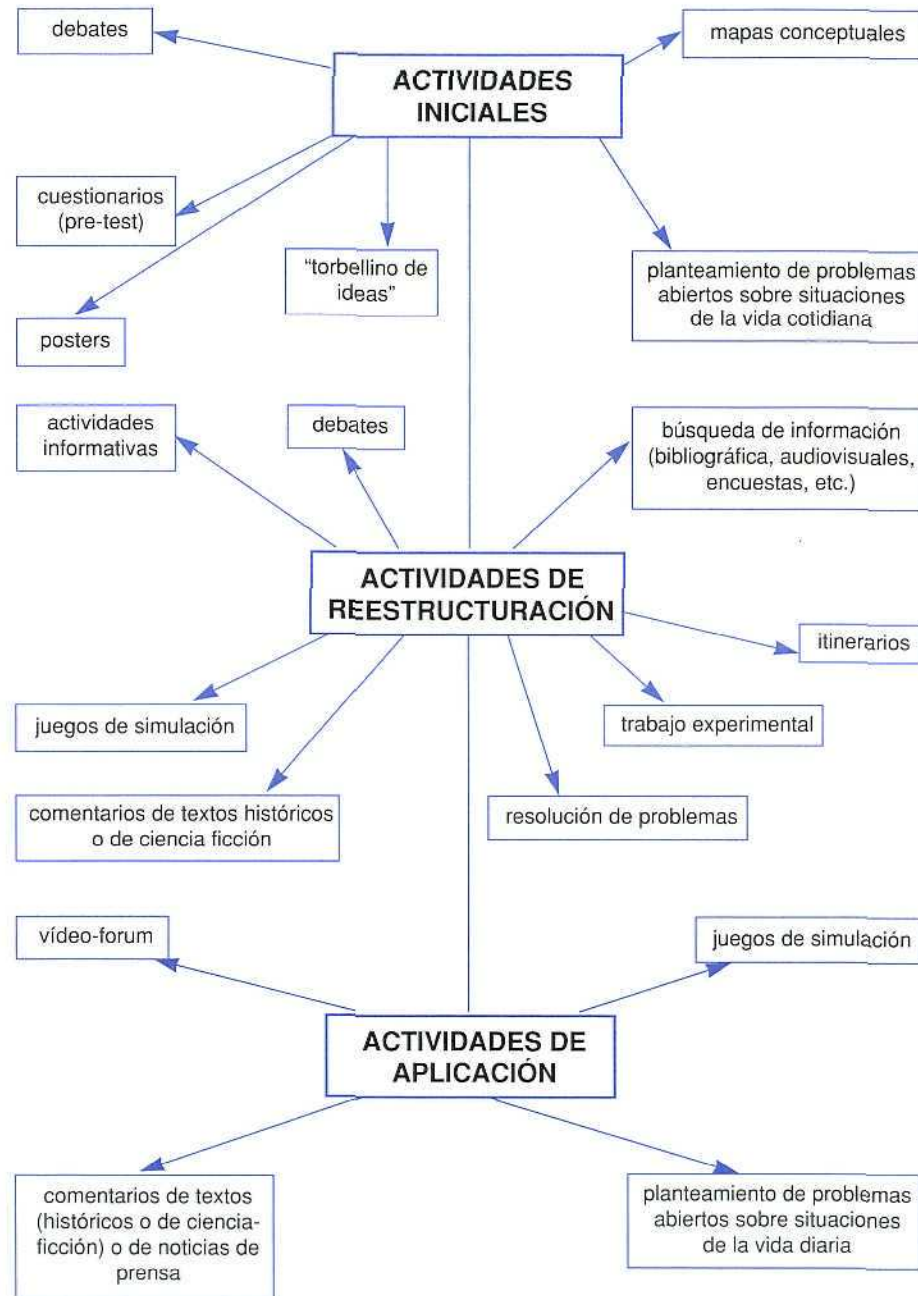 debates
mapas conceptuales
ACTIVIDADES
INICIALES
cuestionarios
(pre-test)
"torbellino de
ideas"
planteamiento de problemas
abiertos sobre situaciones
de la vida cotidiana
posters
actividades
informativas
debates
búsqueda de información
(bibliográfica, audiovisuales,
encuestas, etc.)
ACTIVIDADES DE
REESTRUCTURACIÓN
itinerarios
juegos de simulación
trabajo experimental
comentarios de textos históricos
o de ciencia ficción
resolución de problemas
vídeo-forum
juegos de simulación
ACTIVIDADES DE
APLICACIÓN
comentarios de textos
(históricos o de ciencia-
ficción) o de noticias de
prensa
planteamiento de problemas
abiertos sobre situaciones
de la vida diaria